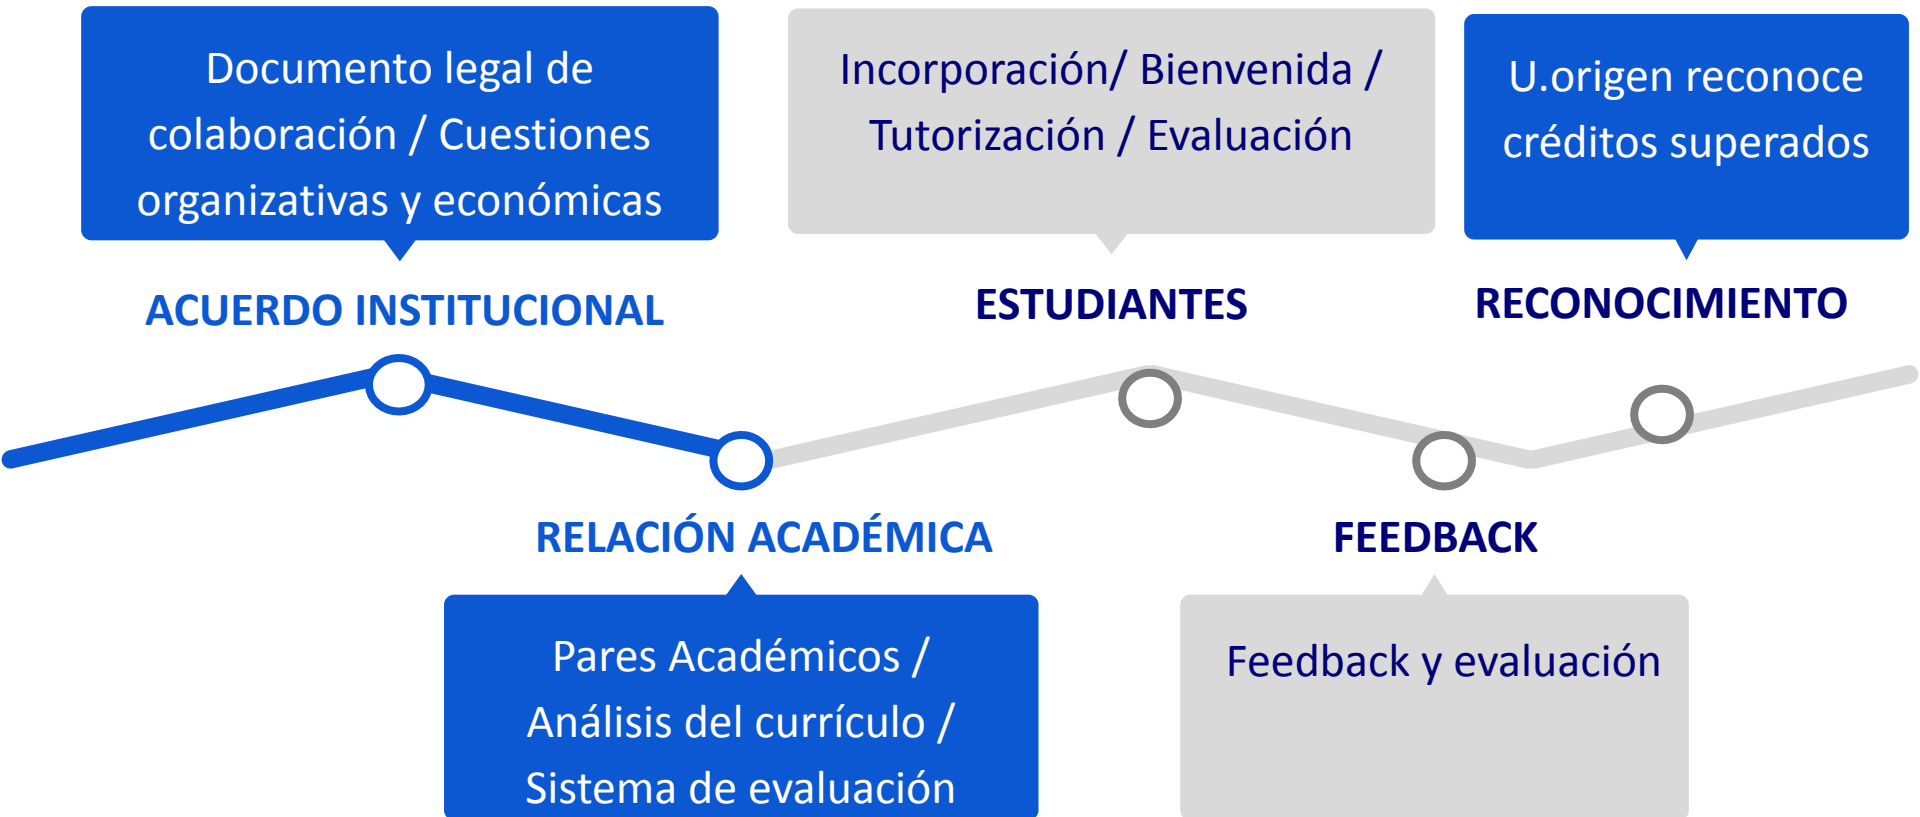 Documento legal de
colaboración / Cuestiones
organizativas y económicas
ACUERDO INSTITUCIONAL
Incorporación/ Bienvenida /
Tutorización / Evaluación
ESTUDIANTES
U.origen reconoce
créditos superados
RECONOCIMIENTO
RELACIÓN ACADÉMICA
Pares Académicos /
Análisis del currículo /
Sistema de evaluación
FEEDBACK
Feedback y evaluación